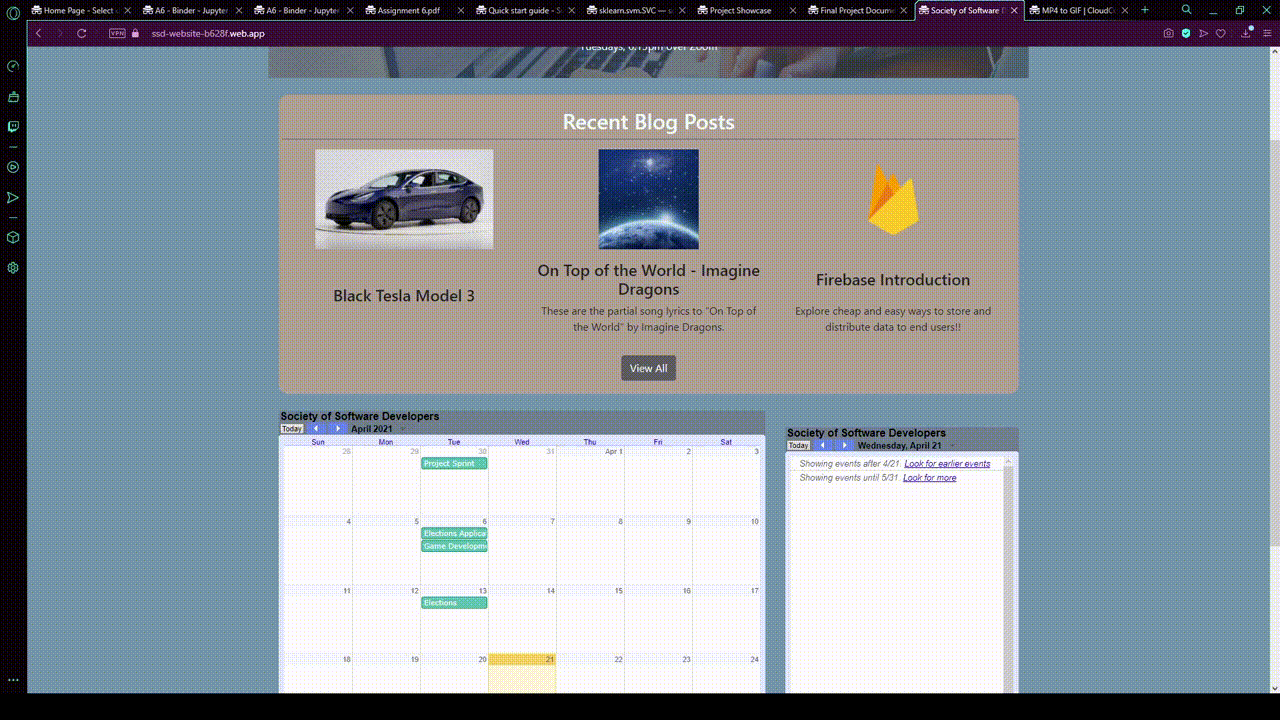 Home Page - Select
A6 - Binder - Jupyter
A6 - Binder - Jupyter
Assignment 6.pdf
Quick start guide -
sklearn.svm.SVC —
Project Showcase
Final Project Docume
Society of Software D
MP4 to GIF | CloudC
VPN
ssd-website-b628f.web.app
Tuesdays, 6:15pm over Zoom
Recent Blog Posts
Black Tesla Model 3
On Top of the World - Imagine
Dragons
These are the partial song lyrics to "On Top of
the World" by Imagine Dragons.
Firebase Introduction
Explore cheap and easy ways to store and
distribute data to end users!!
View All
Society of Software Developers
Today April 2021
Sun Mon Tue Wed Thu Fri Sat
28 29 30 31 Apr 1 2 3
Project Sprint
4 5 6 7 8 9 10
Elections Applica
Game Developme
11 12 13 14 15 16 17
Elections
18 19 20 21 22 23 24
Society of Software Developers
Today Wednesday, April 21
Showing events after 4/21. Look for earlier events
Showing events until 5/31. Look for more